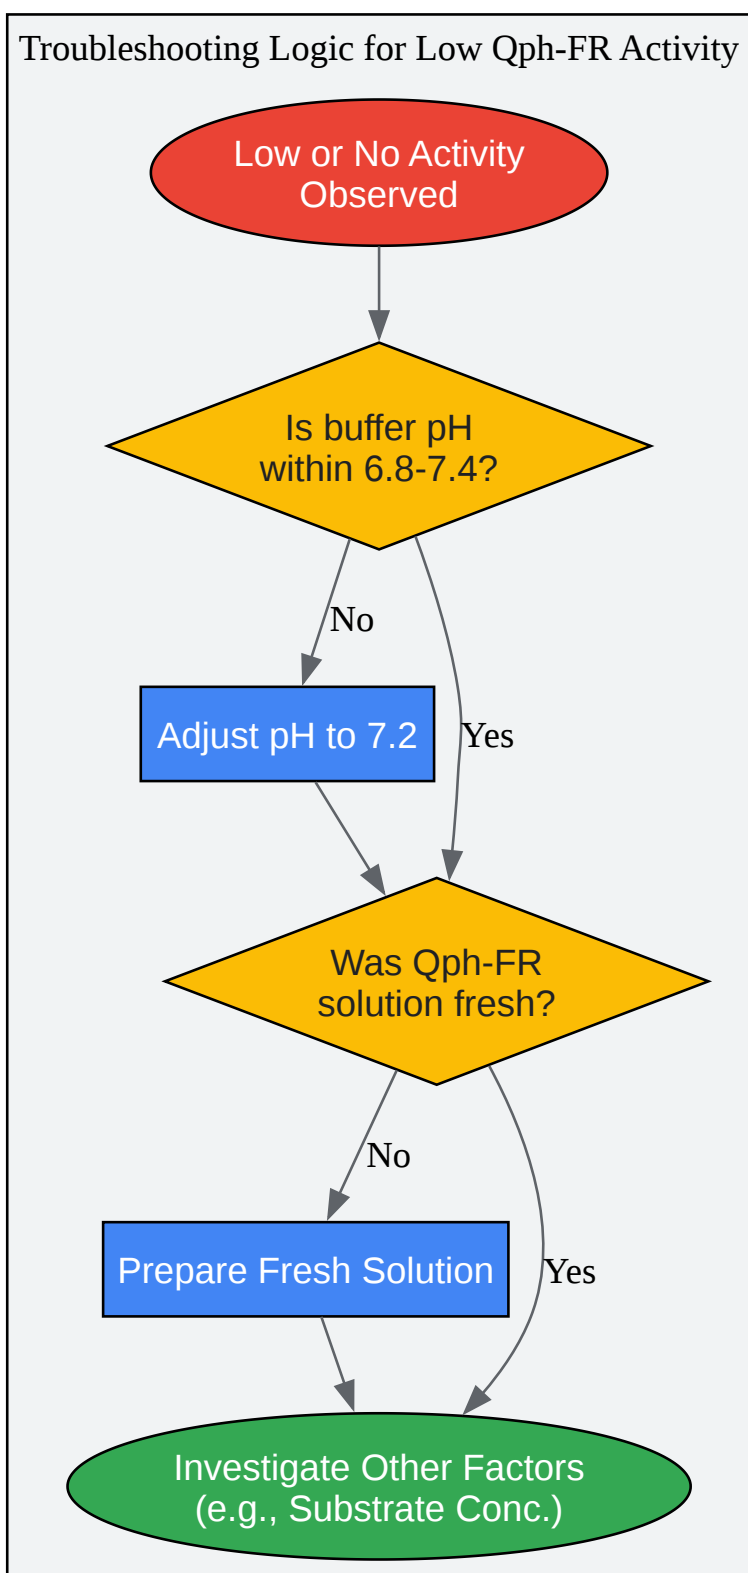 Troubleshooting Logic for Low Qph-FR Activity
Low or No Activity
Observed
Is buffer pH
within 6.8-7.4?
No
Adjust pH to 7.2
Yes
Was Qph-FR
solution fresh?
No
Prepare Fresh Solution
Yes
Investigate Other Factors
(e.g., Substrate Conc.)